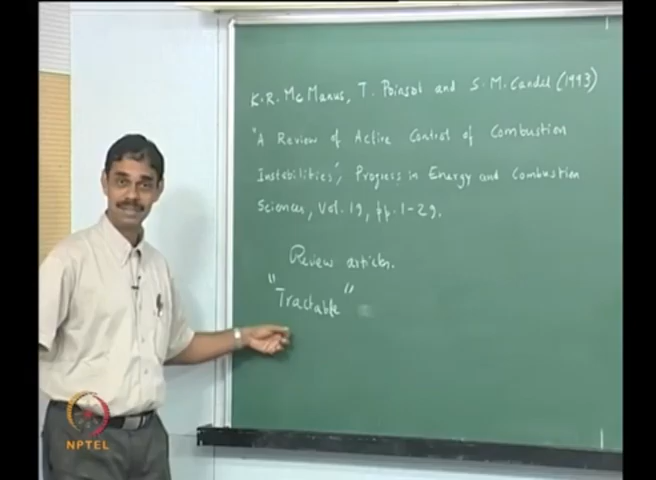 K.R. McManus, T. Poinsot and S.M. Candel (1993)
"A Review of Active Control of Combustion
Instabilities", Progress in Energy and Combustion
Sciences, Vol. 19, pp. 1-29.
Review articles.
"Tractable"
NPTEL